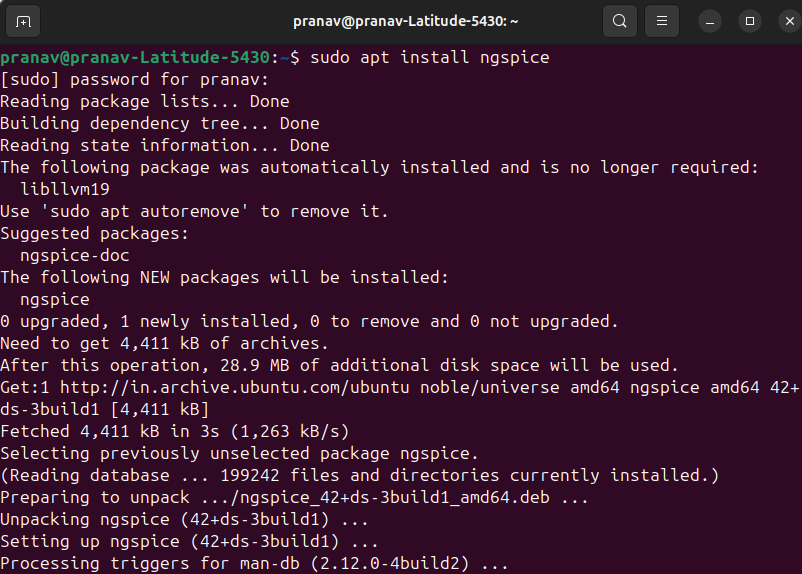 pranav@pranav-Latitude-5430: ~
pranav@pranav-Latitude-5430:~$ sudo apt install ngspice
[sudo] password for pranav:
Reading package lists... Done
Building dependency tree... Done
Reading state information... Done
The following package was automatically installed and is no longer required:
  libllvm19
Use 'sudo apt autoremove' to remove it.
Suggested packages:
  ngspice-doc
The following NEW packages will be installed:
  ngspice
0 upgraded, 1 newly installed, 0 to remove and 0 not upgraded.
Need to get 4,411 kB of archives.
After this operation, 28.9 MB of additional disk space will be used.
Get:1 http://in.archive.ubuntu.com/ubuntu noble/universe amd64 ngspice amd64 42+
ds-3build1 [4,411 kB]
Fetched 4,411 kB in 3s (1,263 kB/s)
Selecting previously unselected package ngspice.
(Reading database ... 199242 files and directories currently installed.)
Preparing to unpack .../ngspice_42+ds-3build1_amd64.deb ...
Unpacking ngspice (42+ds-3build1) ...
Setting up ngspice (42+ds-3build1) ...
Processing triggers for man-db (2.12.0-4build2) ...